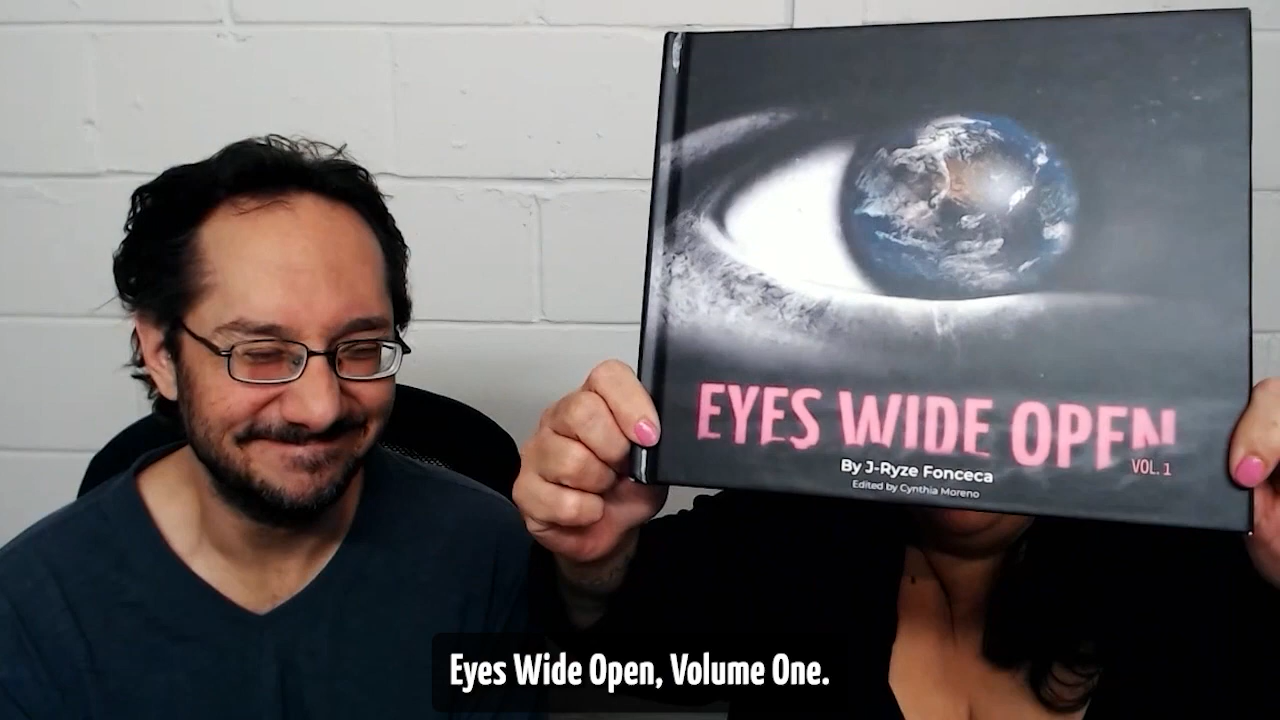 EYES WIDE OPEN
VOL. 1
By J-Ryze Fonceca
Edited by Cynthia Moreno
Eyes Wide Open, Volume One.